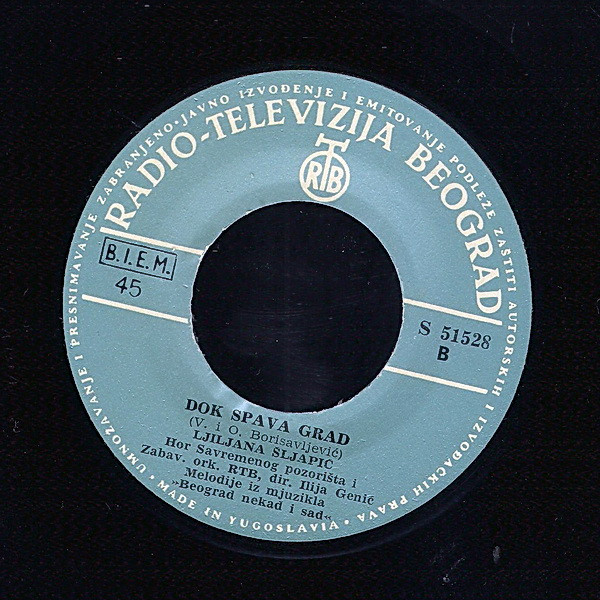 UMNOŽAVANJE I PRESNIMAVANJE ZABRANJENO • JAVNO IZVOĐENJE I EMITOVANJE PODLEŽE ZAŠTITI AUTORSKIH I IZVOĐAČKIH PRAVA •
RADIO-TELEVIZIJA BEOGRAD
RTB
B.I.E.M.
45
S 51528
B
DOK SPAVA GRAD
(V. i O. Borisavljević)
LJILJANA SLJAPIĆ
Hor Savremenog pozorišta i
Zabav. ork. RTB, dir. Ilija Genić
Melodije iz mjuzikla
»Beograd nekad i sad«
• MADE IN YUGOSLAVIA •